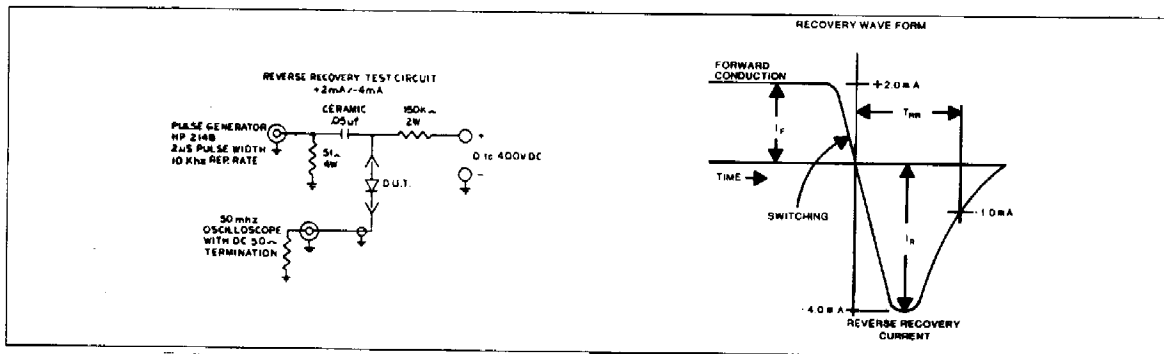 REVERSE RECOVERY TEST CIRCUIT
+2mA/-4mA
CERAMIC
.05uf
150K~
2W
PULSE GENERATOR
HP 214B
2uS PULSE WIDTH
10 Khz REP. RATE
51~
4W
+
0 to 400V DC
-
D.U.T.
50 mhz
OSCILLOSCOPE
WITH DC 50~
TERMINATION
RECOVERY WAVE FORM
FORWARD
CONDUCTION
+2.0mA
TRR
IF
TIME
SWITCHING
-1.0mA
IR
-4.0mA
REVERSE RECOVERY
CURRENT